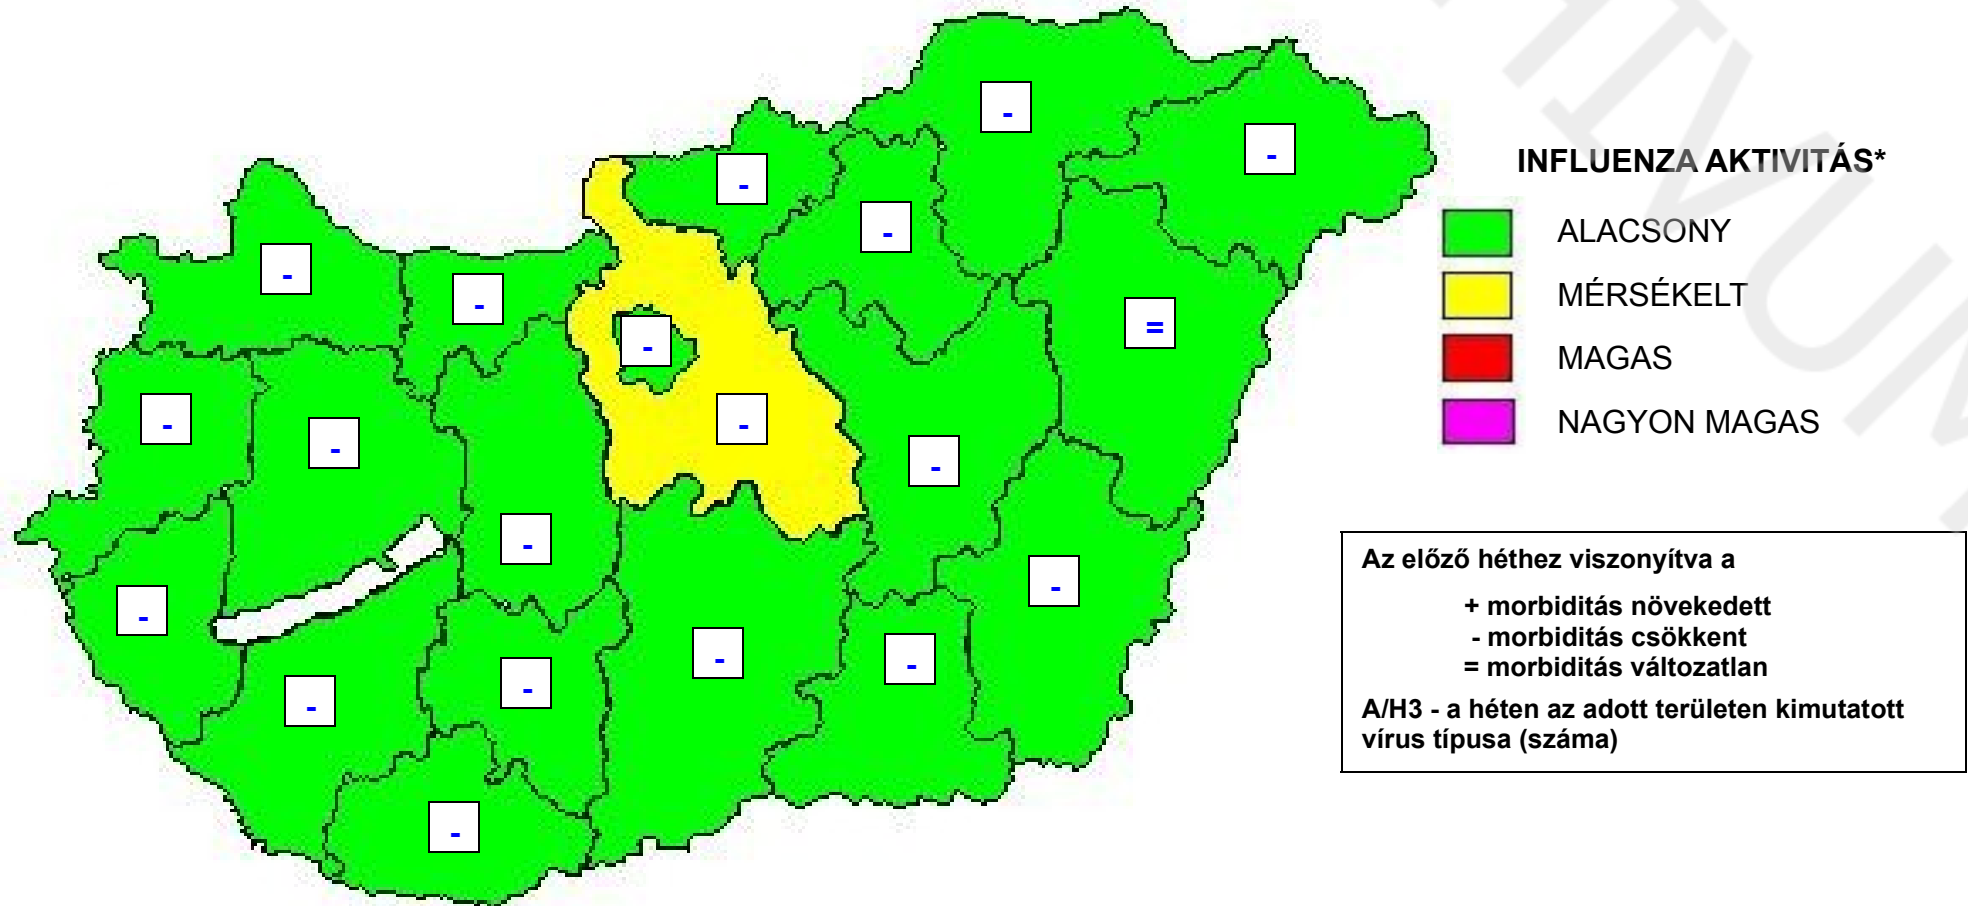 -
-
-
-
-
-
-
=
-
-
-
-
-
-
-
-
-
-
-
-
INFLUENZA AKTIVITÁS*
ALACSONY
MÉRSÉKELT
MAGAS
NAGYON MAGAS
Az előző héthez viszonyítva a
+ morbiditás növekedett
- morbiditás csökkent
= morbiditás változatlan
A/H3 - a héten az adott területen kimutatott
vírus típusa (száma)